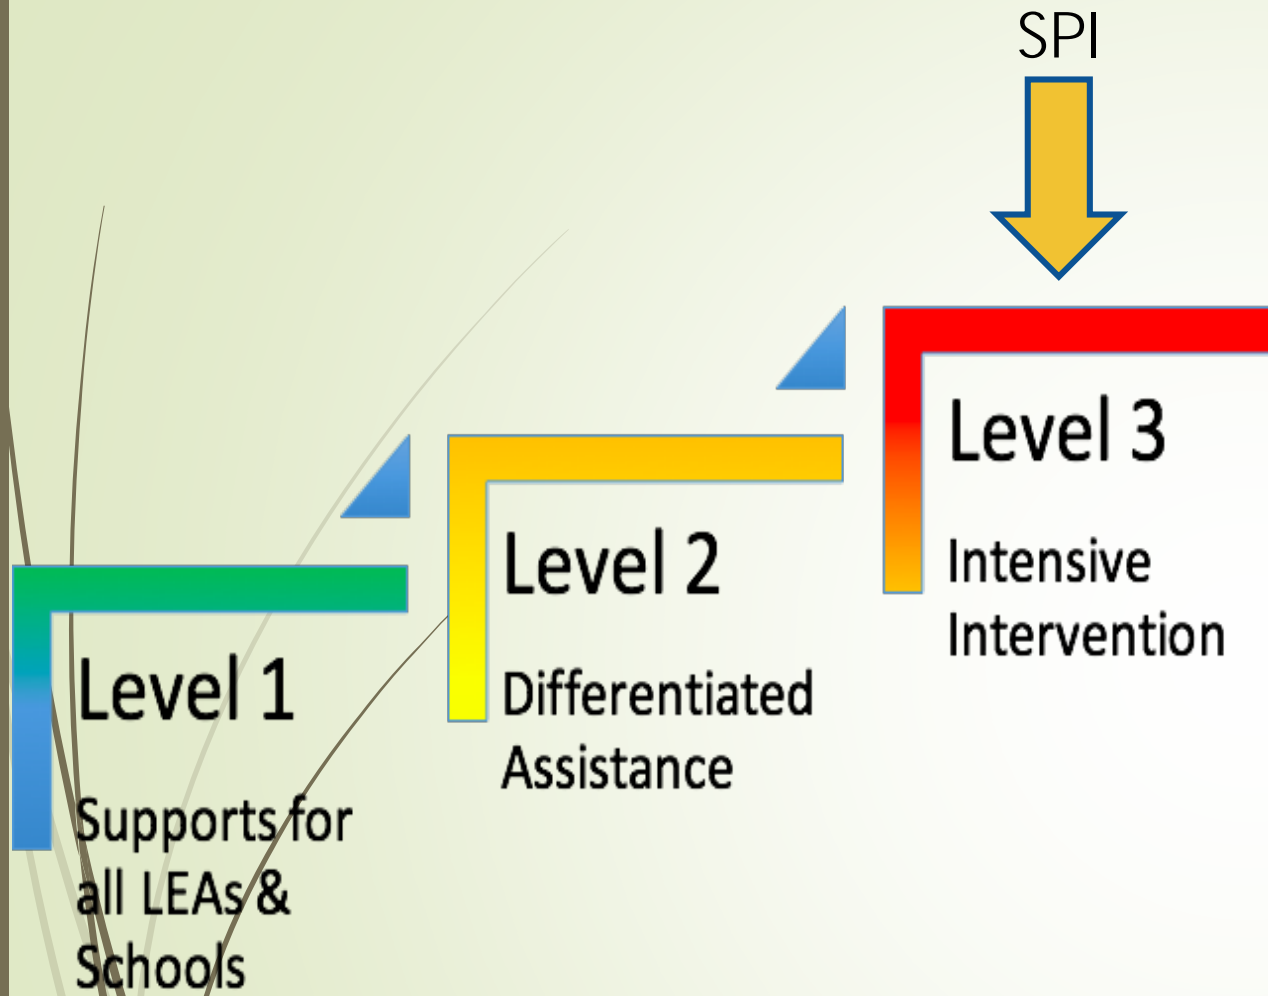 SPI
Level 1
Supports for
all LEAs &
Schools
Level 2
Differentiated
Assistance
Level 3
Intensive
Intervention